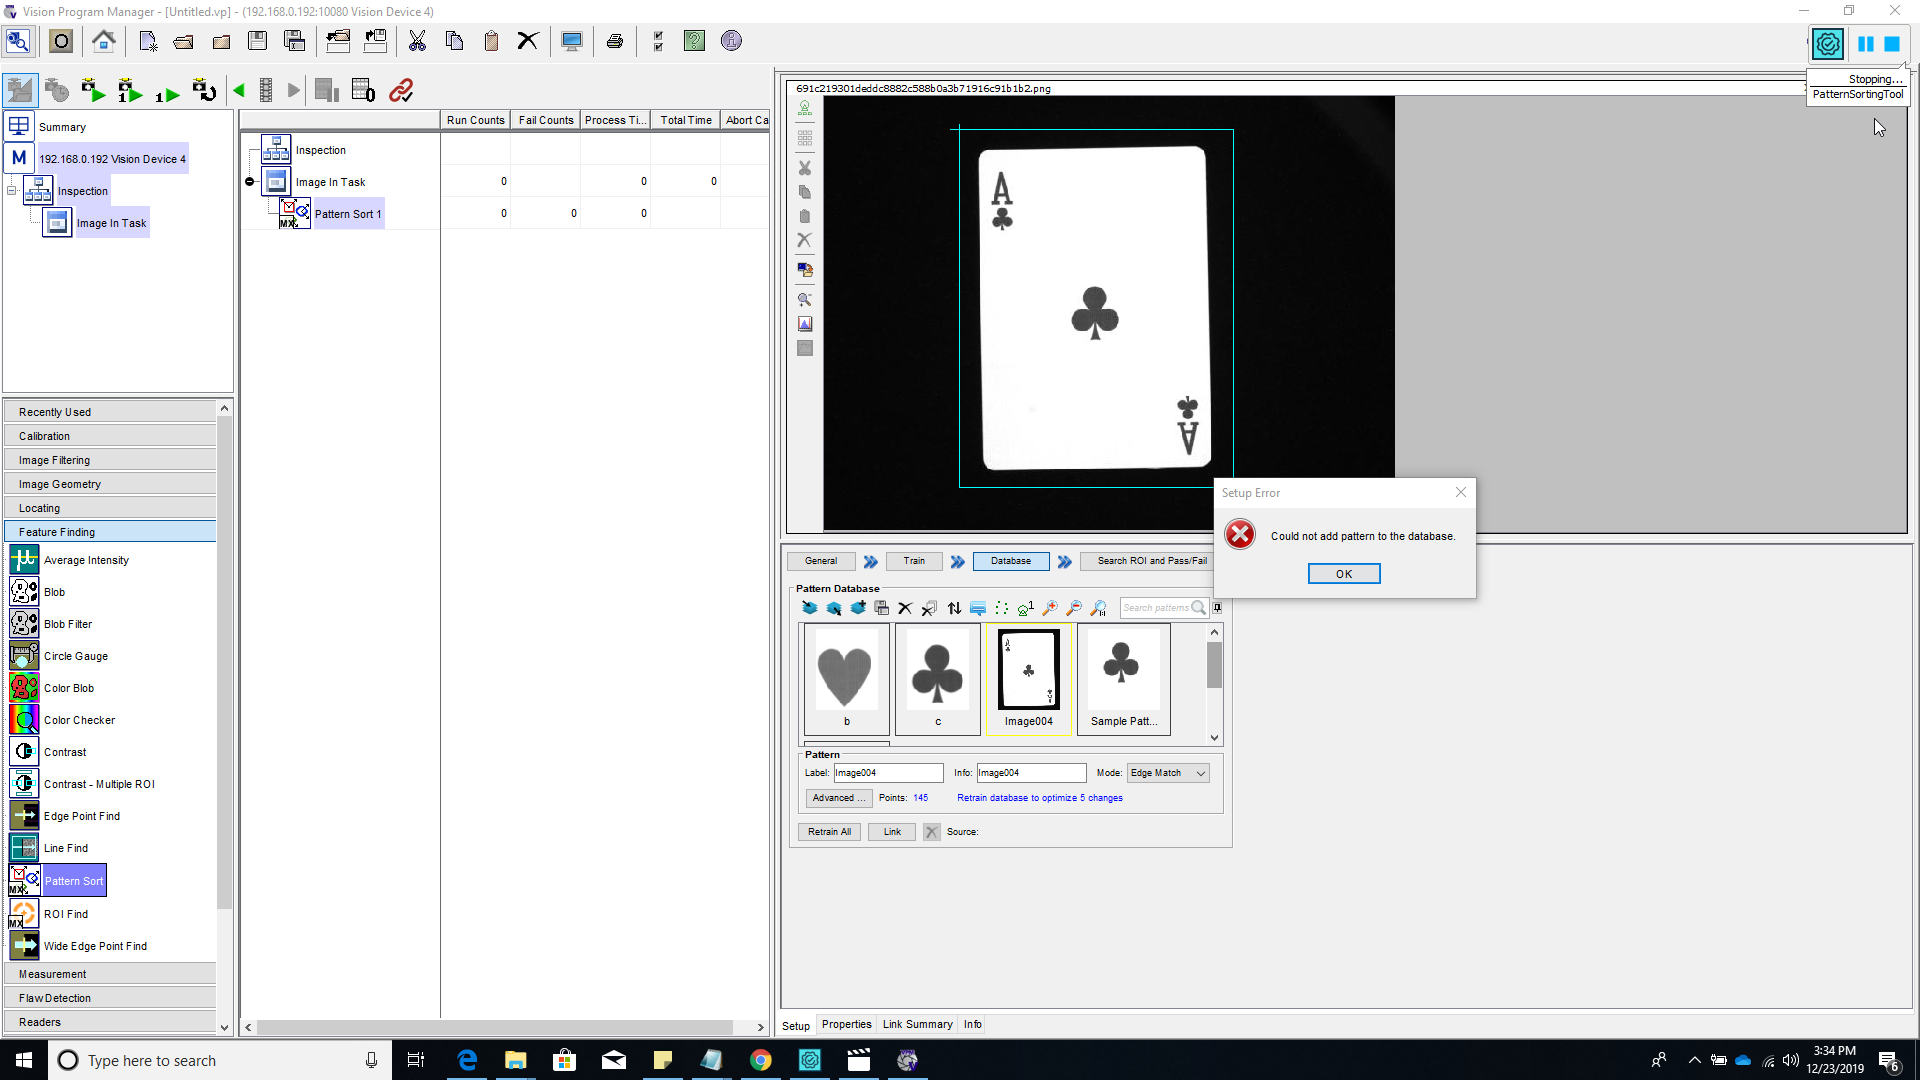 Vision Program Manager - [Untitled.vp] - (192.168.0.192:10080 Vision Device 4)
Stopping...
PatternSortingTool
Summary
M 192.168.0.192 Vision Device 4
Inspection
Image In Task
Run Counts Fail Counts Process Ti... Total Time Abort Ca
Inspection
Image In Task 0 0 0
Pattern Sort 1 0 0 0
691c219301deddc8882c588b0a3b71916c91b1b2.png
A
A
Recently Used
Calibration
Image Filtering
Image Geometry
Locating
Feature Finding
Average Intensity
Blob
Blob Filter
Circle Gauge
Color Blob
Color Checker
Contrast
Contrast - Multiple ROI
Edge Point Find
Line Find
Pattern Sort
ROI Find
Wide Edge Point Find
Measurement
Flaw Detection
Readers
Setup Error
Could not add pattern to the database.
OK
General Train Database Search ROI and Pass/Fail
Pattern Database
Search patterns
b c Image004 Sample Patt...
Pattern
Label: Image004 Info: Image004 Mode: Edge Match
Advanced ... Points: 145 Retrain database to optimize 5 changes
Retrain All Link Source:
Setup Properties Link Summary Info
Type here to search
3:34 PM
12/23/2019
6